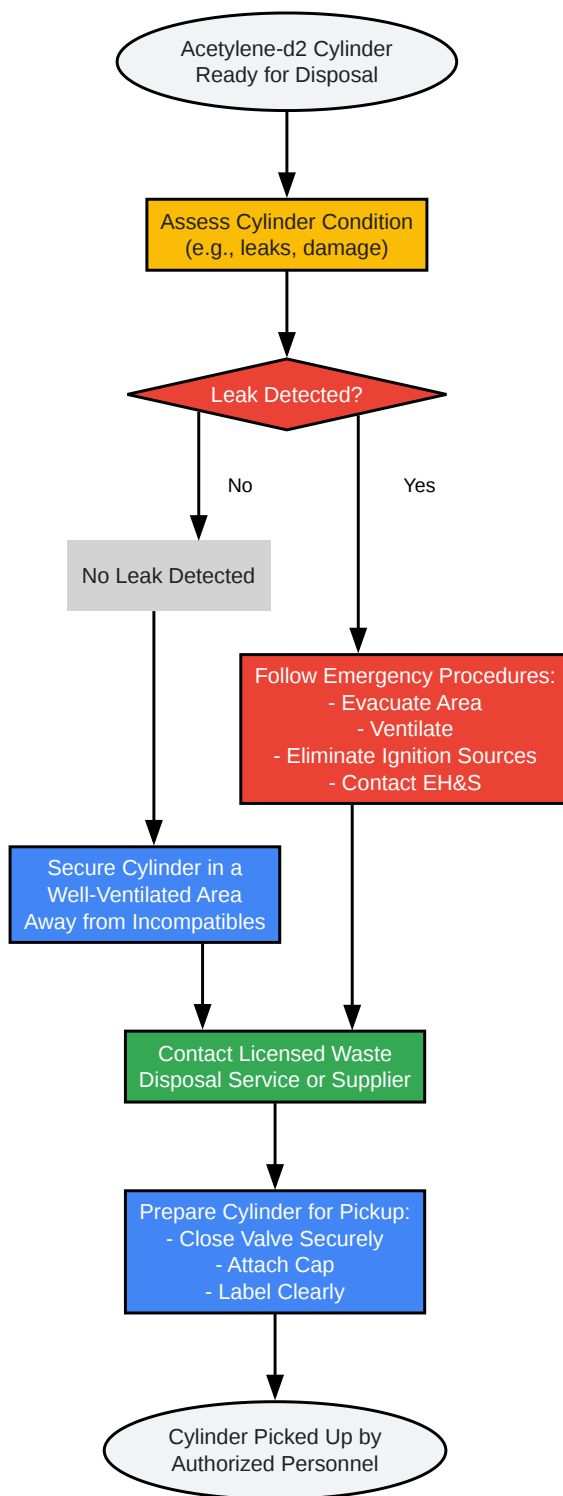 Acetylene-d2 Cylinder
Ready for Disposal
Assess Cylinder Condition
(e.g., leaks, damage)
Leak Detected?
No
Yes
No Leak Detected
Follow Emergency Procedures:
- Evacuate Area
- Ventilate
- Eliminate Ignition Sources
- Contact EH&S
Secure Cylinder in a
Well-Ventilated Area
Away from Incompatibles
Contact Licensed Waste
Disposal Service or Supplier
Prepare Cylinder for Pickup:
- Close Valve Securely
- Attach Cap
- Label Clearly
Cylinder Picked Up by
Authorized Personnel